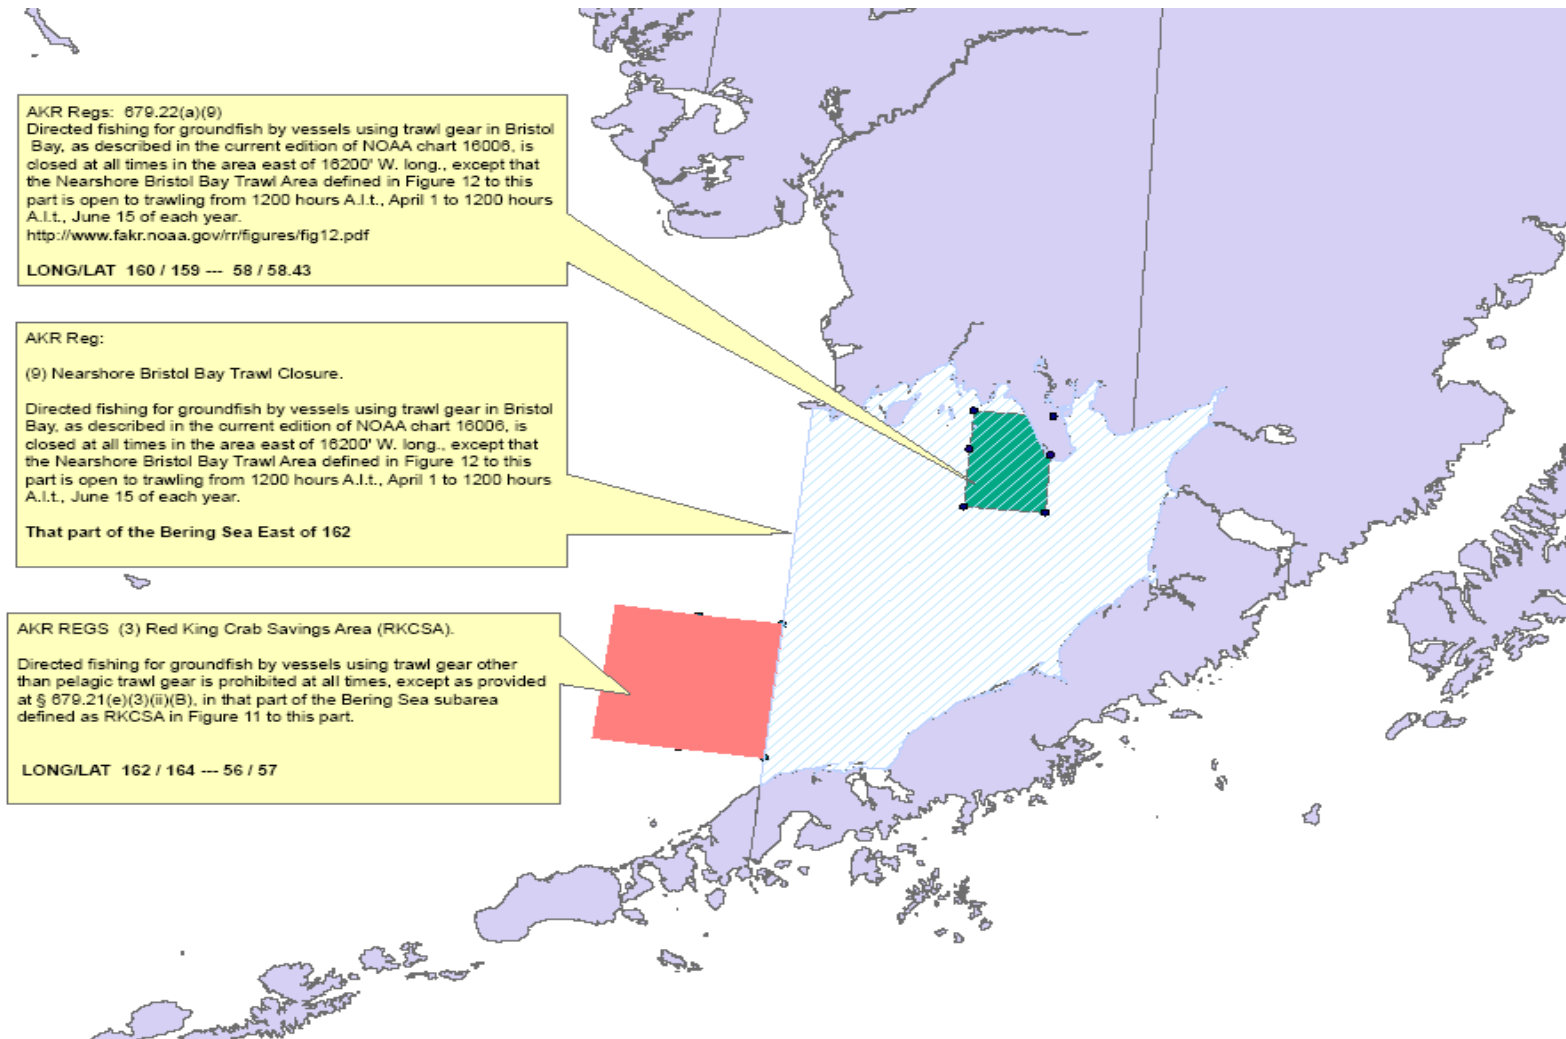 AKR Regs:  679.22(a)(9)
Directed fishing for groundfish by vessels using trawl gear in Bristol
Bay, as described in the current edition of NOAA chart 16006, is
closed at all times in the area east of 16200' W. long., except that
the Nearshore Bristol Bay Trawl Area defined in Figure 12 to this
part is open to trawling from 1200 hours A.l.t., April 1 to 1200 hours
A.l.t., June 15 of each year.
http://www.fakr.noaa.gov/rr/figures/fig12.pdf
LONG/LAT  160 / 159 ---  58 / 58.43
AKR Reg:
(9) Nearshore Bristol Bay Trawl Closure.
Directed fishing for groundfish by vessels using trawl gear in Bristol
Bay, as described in the current edition of NOAA chart 16006, is
closed at all times in the area east of 16200' W. long., except that
the Nearshore Bristol Bay Trawl Area defined in Figure 12 to this
part is open to trawling from 1200 hours A.l.t., April 1 to 1200 hours
A.l.t., June 15 of each year.
That part of the Bering Sea East of 162
AKR REGS  (3) Red King Crab Savings Area (RKCSA).
Directed fishing for groundfish by vessels using trawl gear other
than pelagic trawl gear is prohibited at all times, except as provided
at § 679.21(e)(3)(ii)(B), in that part of the Bering Sea subarea
defined as RKCSA in Figure 11 to this part.
LONG/LAT  162 / 164 --- 56 / 57